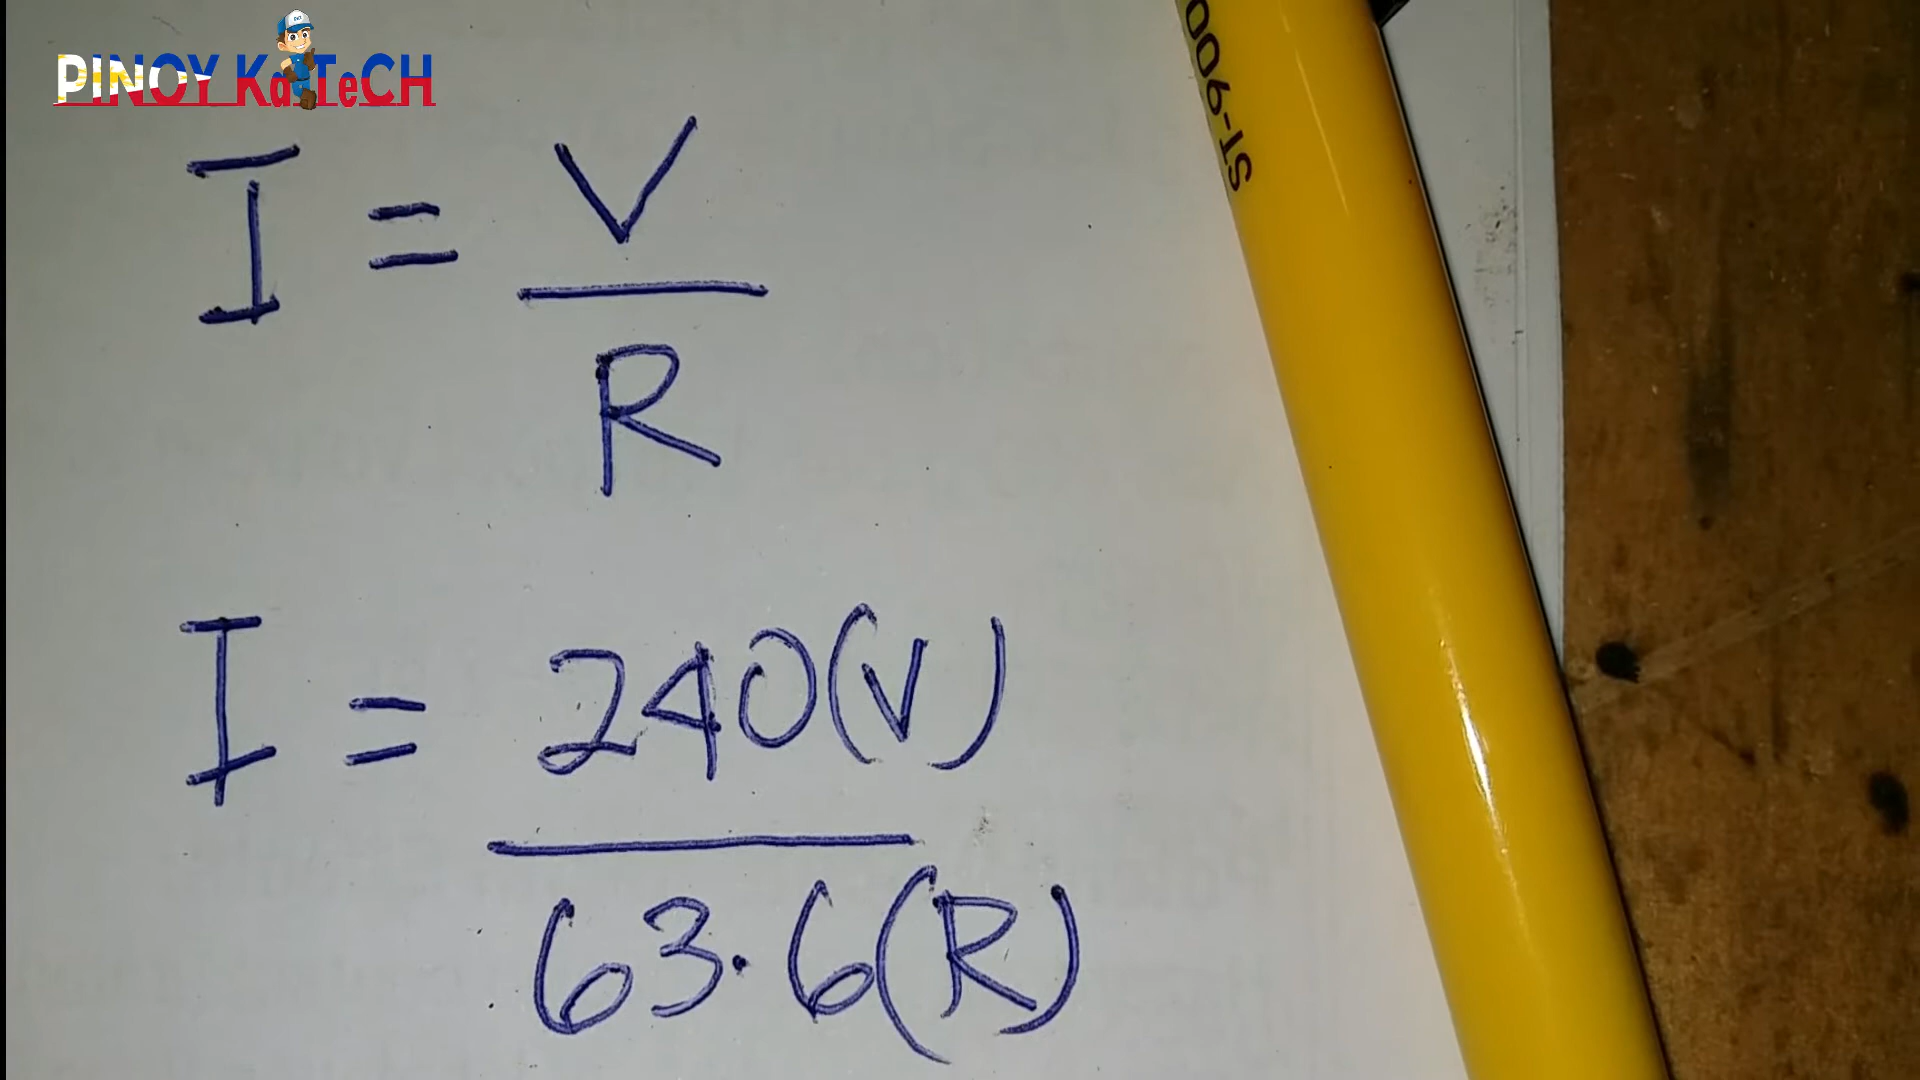 PINOY KaTeCH
ST-900
I = V
R
I = 240(V)
63.6(R)